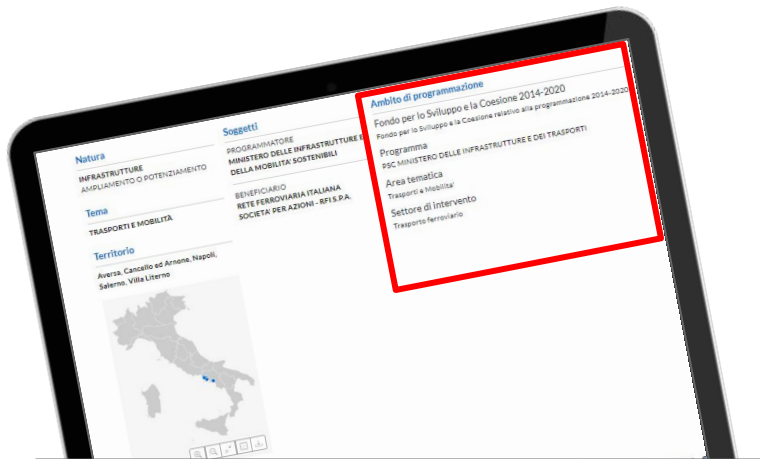 Natura
INFRASTRUTTURE
AMPLIAMENTO O POTENZIAMENTO
Tema
TRASPORTI E MOBILITÀ
Territorio
Aversa, Cancello ed Arnone, Napoli,
Salerno, Villa Literno
Soggetti
PROGRAMMATORE
MINISTERO DELLE INFRASTRUTTURE E
DELLA MOBILITA' SOSTENIBILI
BENEFICIARIO
RETE FERROVIARIA ITALIANA
SOCIETA' PER AZIONI - RFI S.P.A.
Ambito di programmazione
Fondo per lo Sviluppo e la Coesione 2014-2020
Fondo per lo Sviluppo e la Coesione relativo alla programmazione 2014-2020
Programma
PSC MINISTERO DELLE INFRASTRUTTURE E DEI TRASPORTI
Area tematica
Trasporti e Mobilita'
Settore di intervento
Trasporto ferroviario